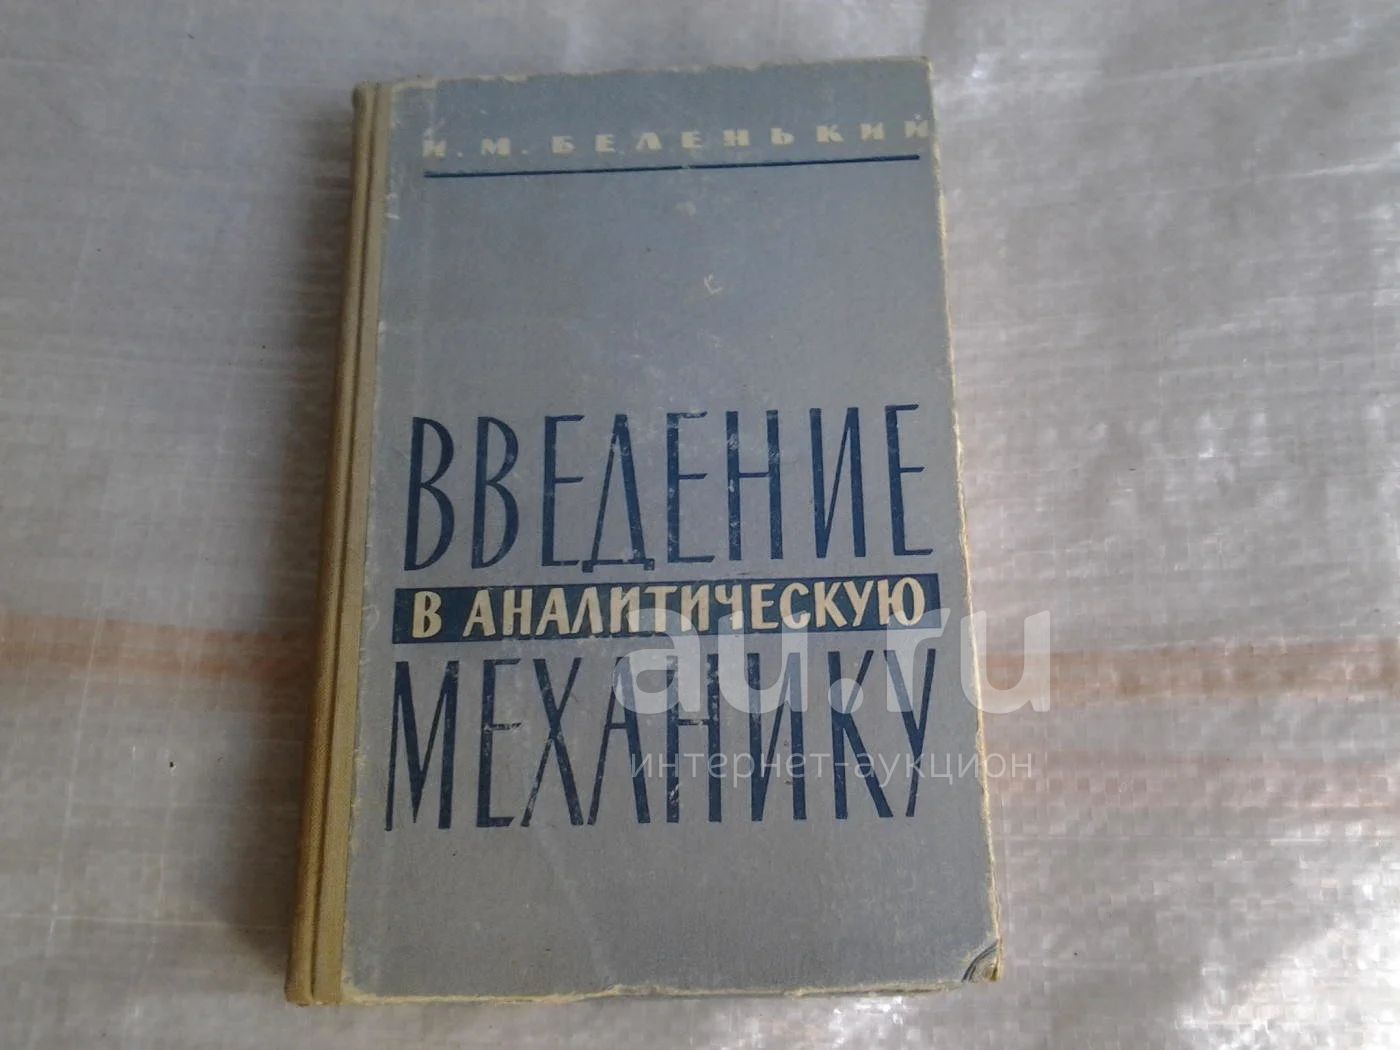 И. М. БЕЛЕНЬКИЙ
ВВЕДЕНИЕ
В АНАЛИТИЧЕСКУЮ
МЕХАНИКУ
au.ru
интернет-аукцион